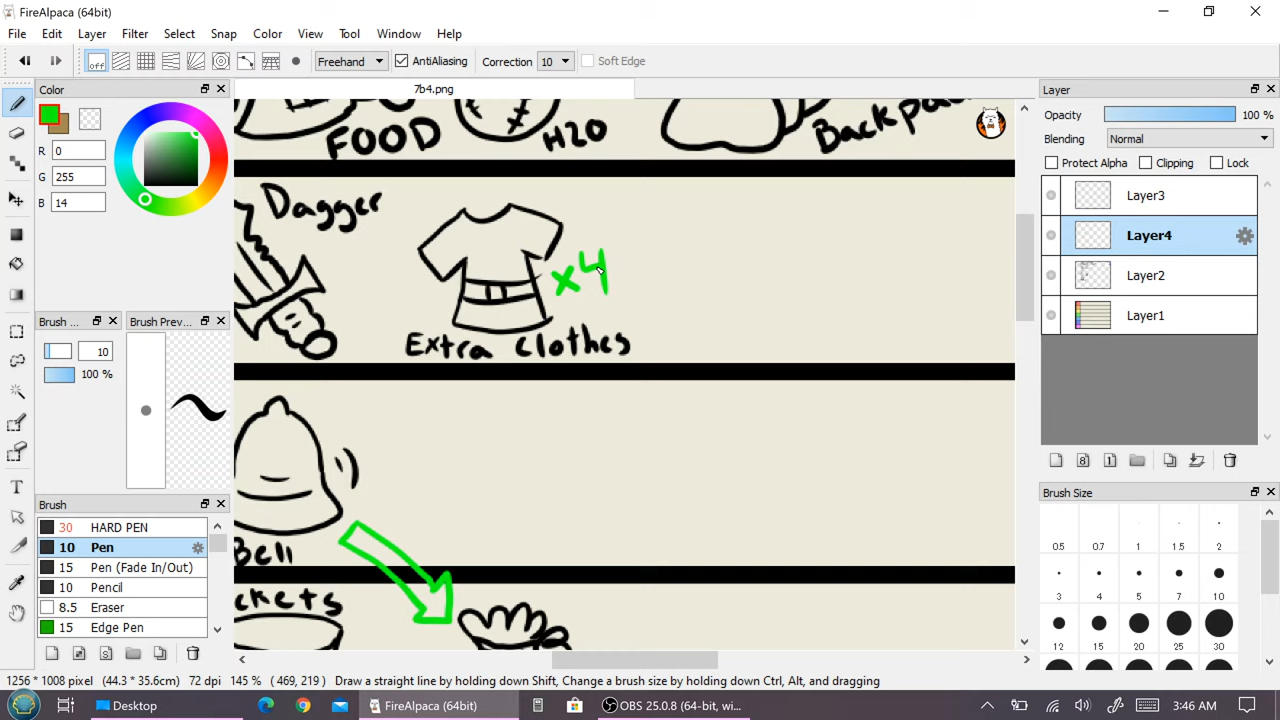 FireAlpaca (64bit)
File Edit Layer Filter Select Snap Color View Tool Window Help
off Freehand AntiAliasing Correction 10 Soft Edge
Color
7b4.png
Layer
R 0
G 255
B 14
Opacity 100 %
Blending Normal
Protect Alpha Clipping Lock
Layer3
Layer4
Layer2
Layer1
8 1
FOOD H20
Dagger
x4
Extra Clothes
Bell
Brush ... Brush Prev...
10
100 %
Brush
30 HARD PEN
10 Pen
15 Pen (Fade In/Out)
10 Pencil
8.5 Eraser
15 Edge Pen
Brush Size
0.5 0.7 1 1.5 2
3 4 5 7 10
12 15 20 25 30
1256 * 1008 pixel (44.3 * 35.6cm) 72 dpi 145 % ( 469, 219 ) Draw a straight line by holding down Shift, Change a brush size by holding down Ctrl, Alt, and dragging
Desktop FireAlpaca (64bit) OBS 25.0.8 (64-bit, wi... 3:46 AM